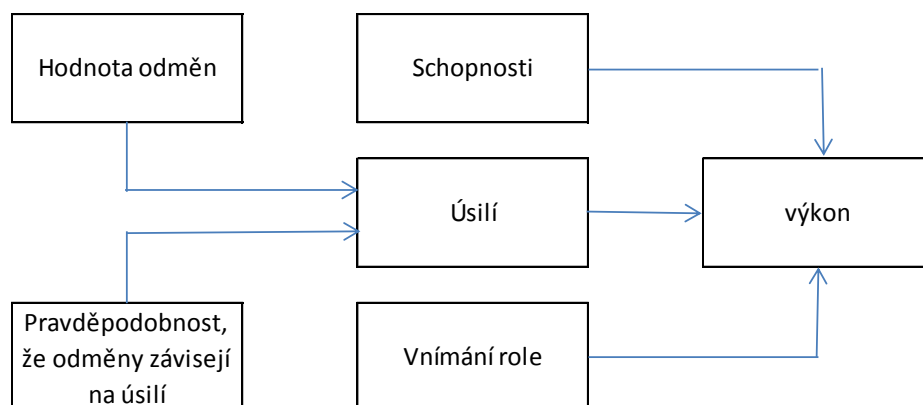 Hodnota odměn
Schopnosti
Úsilí
výkon
Pravděpodobnost,
že odměny závisejí
na úsilí
Vnímání role